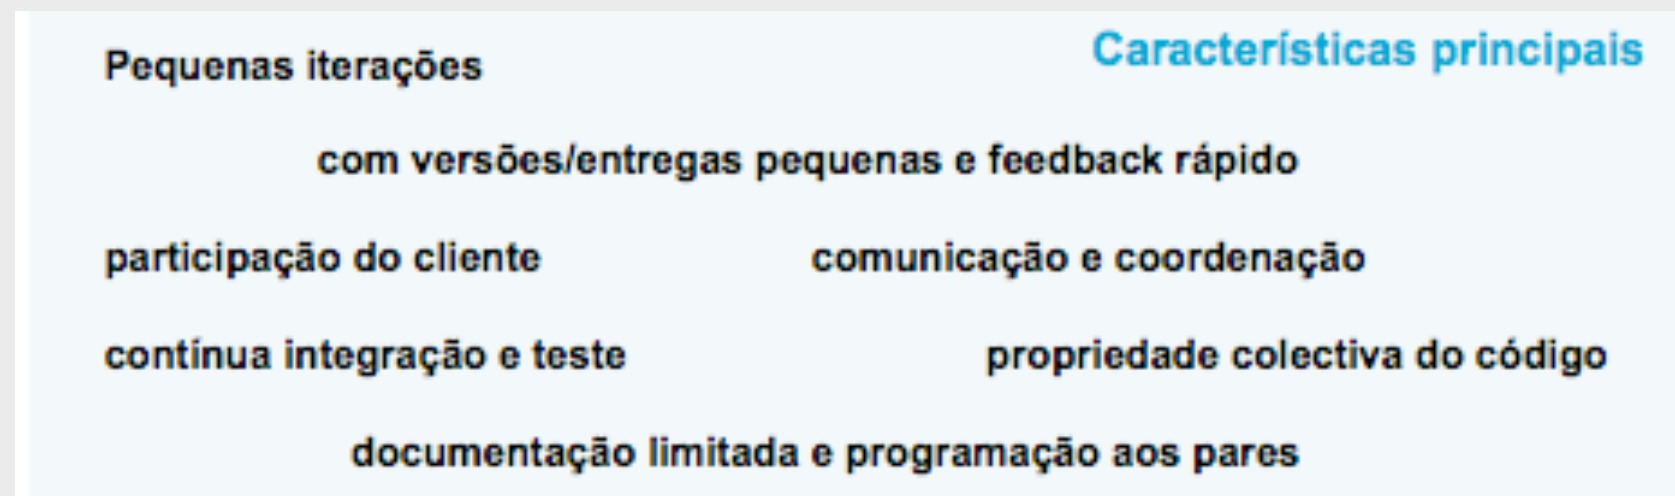 Características principais
Pequenas iterações
com versões/entregas pequenas e feedback rápido
participação do cliente
comunicação e coordenação
contínua integração e teste
propriedade colectiva do código
documentação limitada e programação aos pares